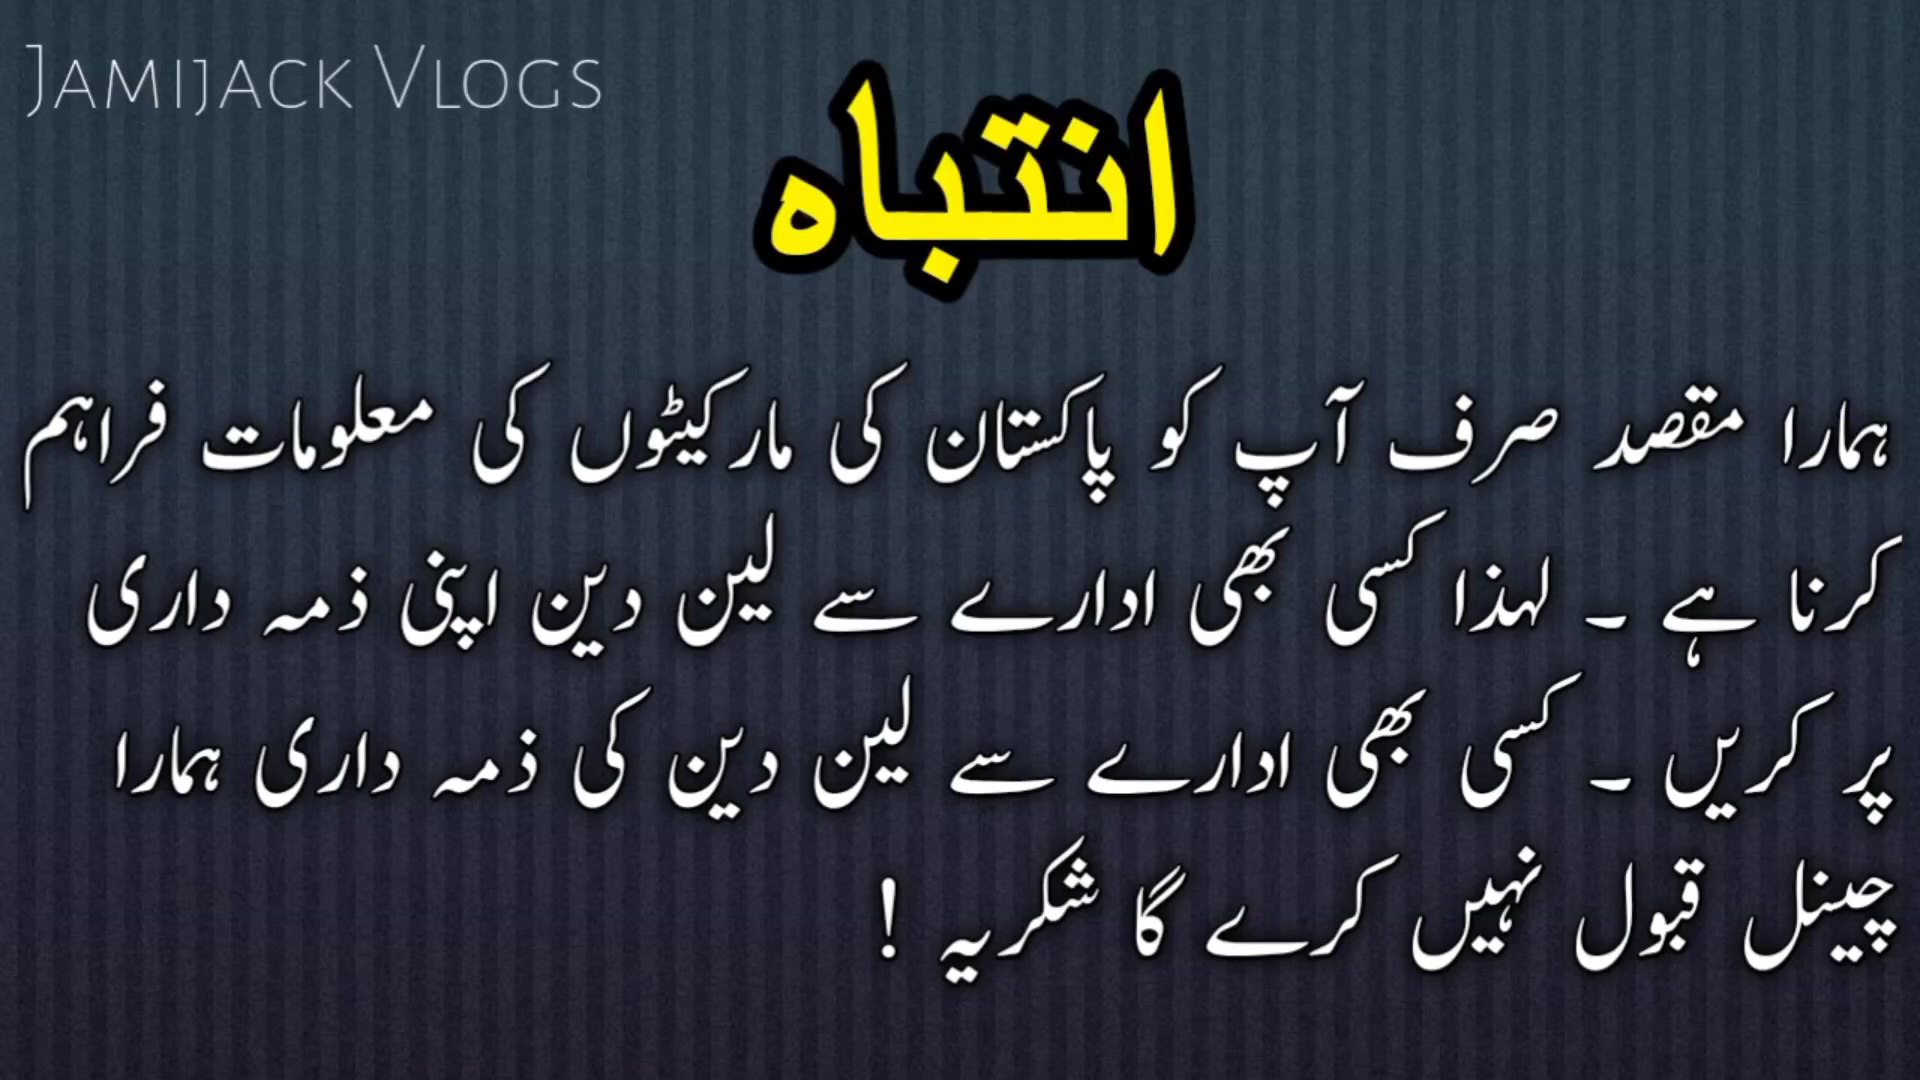 Jamijack Vlogs
انتباہ
ہمارا مقصد صرف آپ کو پاکستان کی مارکیٹوں کی معلومات فراہم
کرنا ہے ۔ لہذا کسی بھی ادارے سے لین دین اپنی ذمہ داری
پر کریں ۔ کسی بھی ادارے سے لین دین کی ذمہ داری ہمارا
چینل قبول نہیں کرے گا شکریہ !